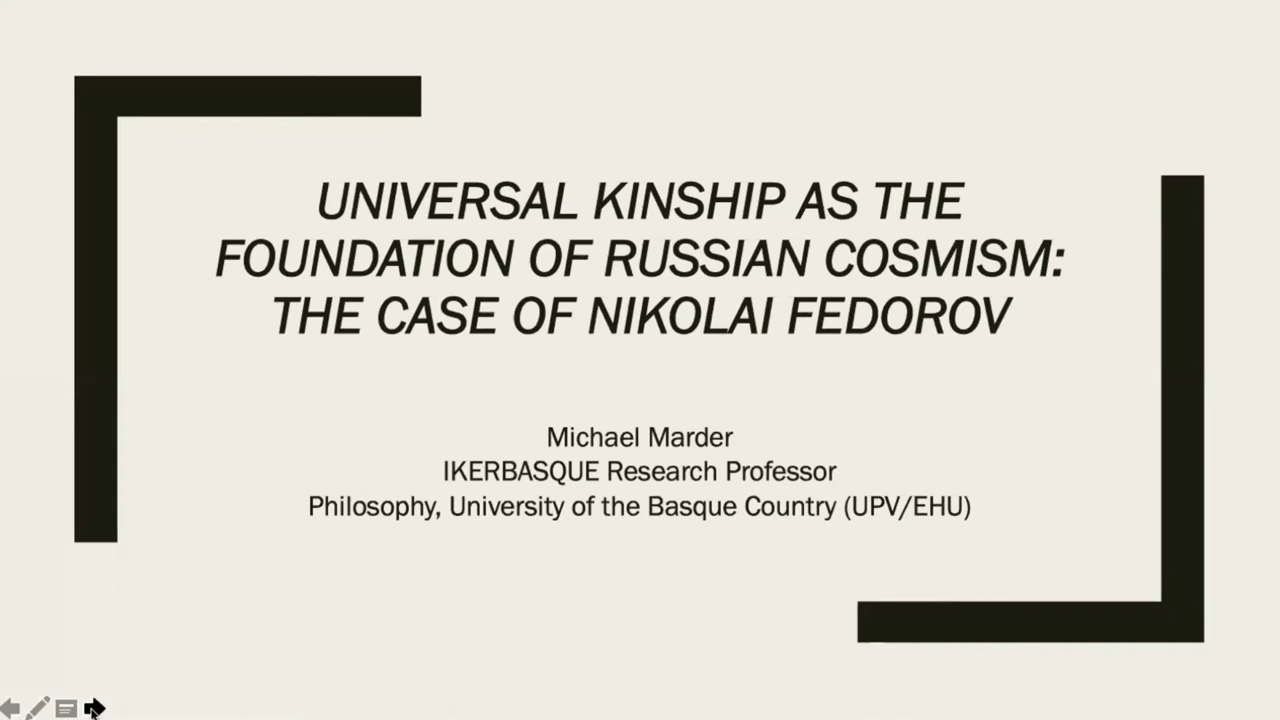 UNIVERSAL KINSHIP AS THE
FOUNDATION OF RUSSIAN COSMISM:
THE CASE OF NIKOLAI FEDOROV
Michael Marder
IKERBASQUE Research Professor
Philosophy, University of the Basque Country (UPV/EHU)